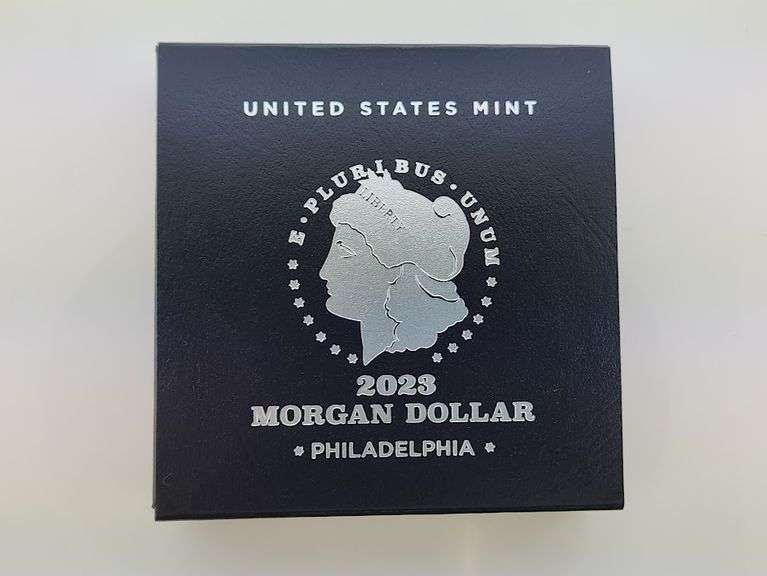 UNITED STATES MINT
E·PLURIBUS·UNUM
LIBERTY
2023
MORGAN DOLLAR
* PHILADELPHIA *